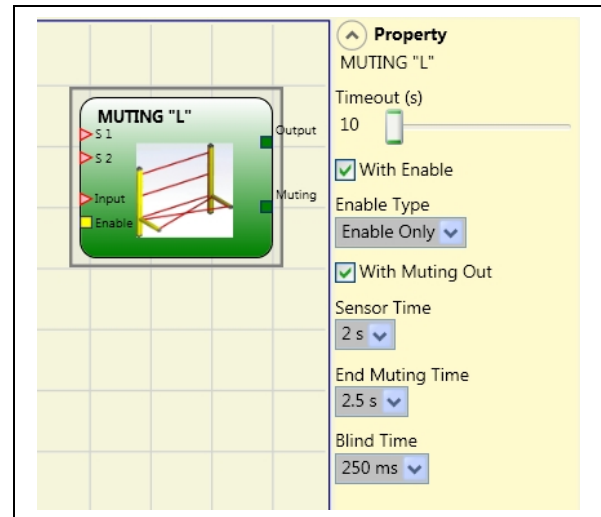 MUTING "L"
S 1
S 2
Input
Enable
Output
Muting
Property
MUTING "L"
Timeout (s)
10
With Enable
Enable Type
Enable Only
With Muting Out
Sensor Time
2 s
End Muting Time
2.5 s
Blind Time
250 ms